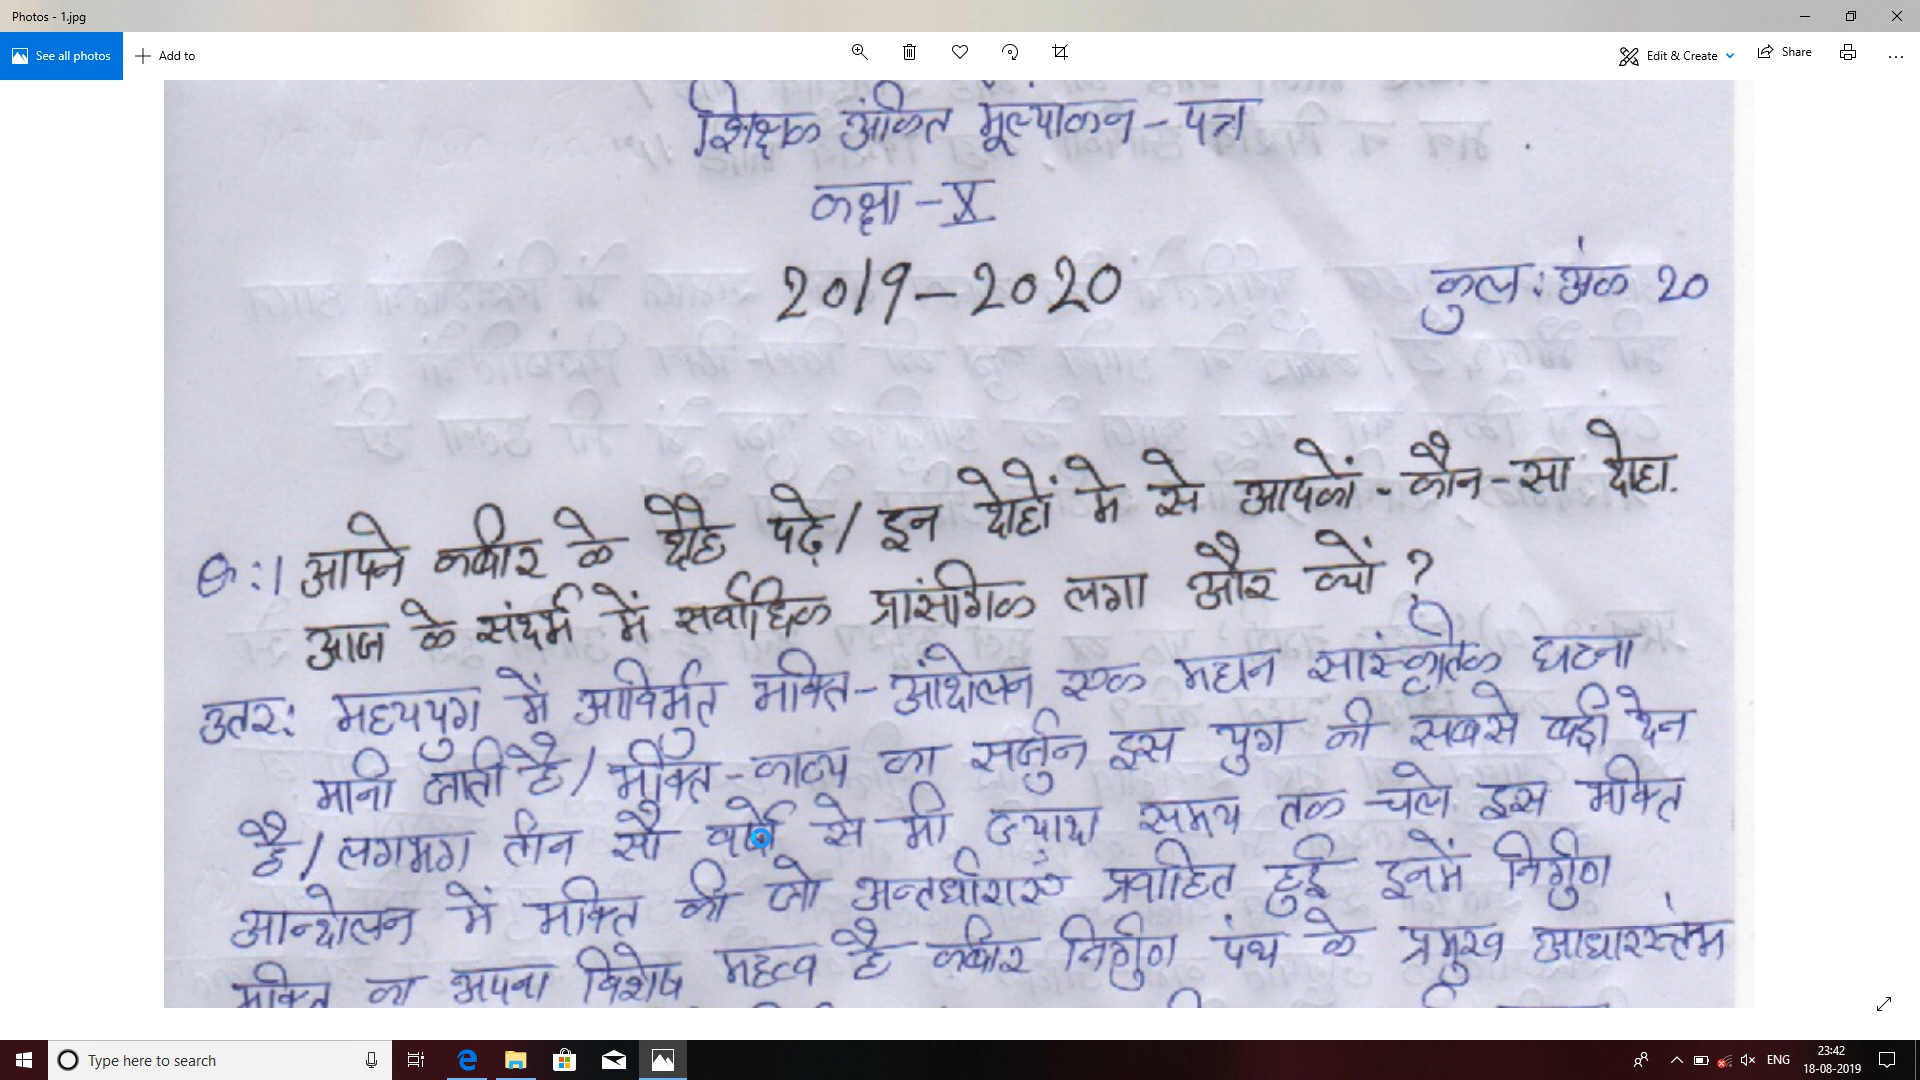 Photos - 1.jpg
See all photos
Add to
Edit & Create
Share
शिक्षक अंकित मूल्यांकन - पत्र
कक्षा - X
2019 - 2020
कुल : अंक 20
Q:1 आपने कबीर के दोहे पढ़े / इन दोहों मे से आपको - कौन - सा दोहा.
आज के संदर्भ में सर्वाधिक प्रासंगिक लगा और क्यों ?
उतर: मध्ययुग में आविर्भुत भक्ति - आंदोलन एक महान सांस्कृतिक घटना
मानी जाती है / भक्ति - काव्य का सर्जुन इस युग की सबसे बड़ी देन
है / लगभग तीन सौ वर्षो से भी ज्यादा समय तक चले इस भक्ति
आन्दोलन में भक्ति की जो अन्तर्धाराएँ प्रवाहित हुई इनमें निर्गुण
भक्ति का अपना विशेष महत्व है कबीर निर्गुण पंथ के प्रमुख आधारस्तंभ
Type here to search
ENG
23:42
18-08-2019